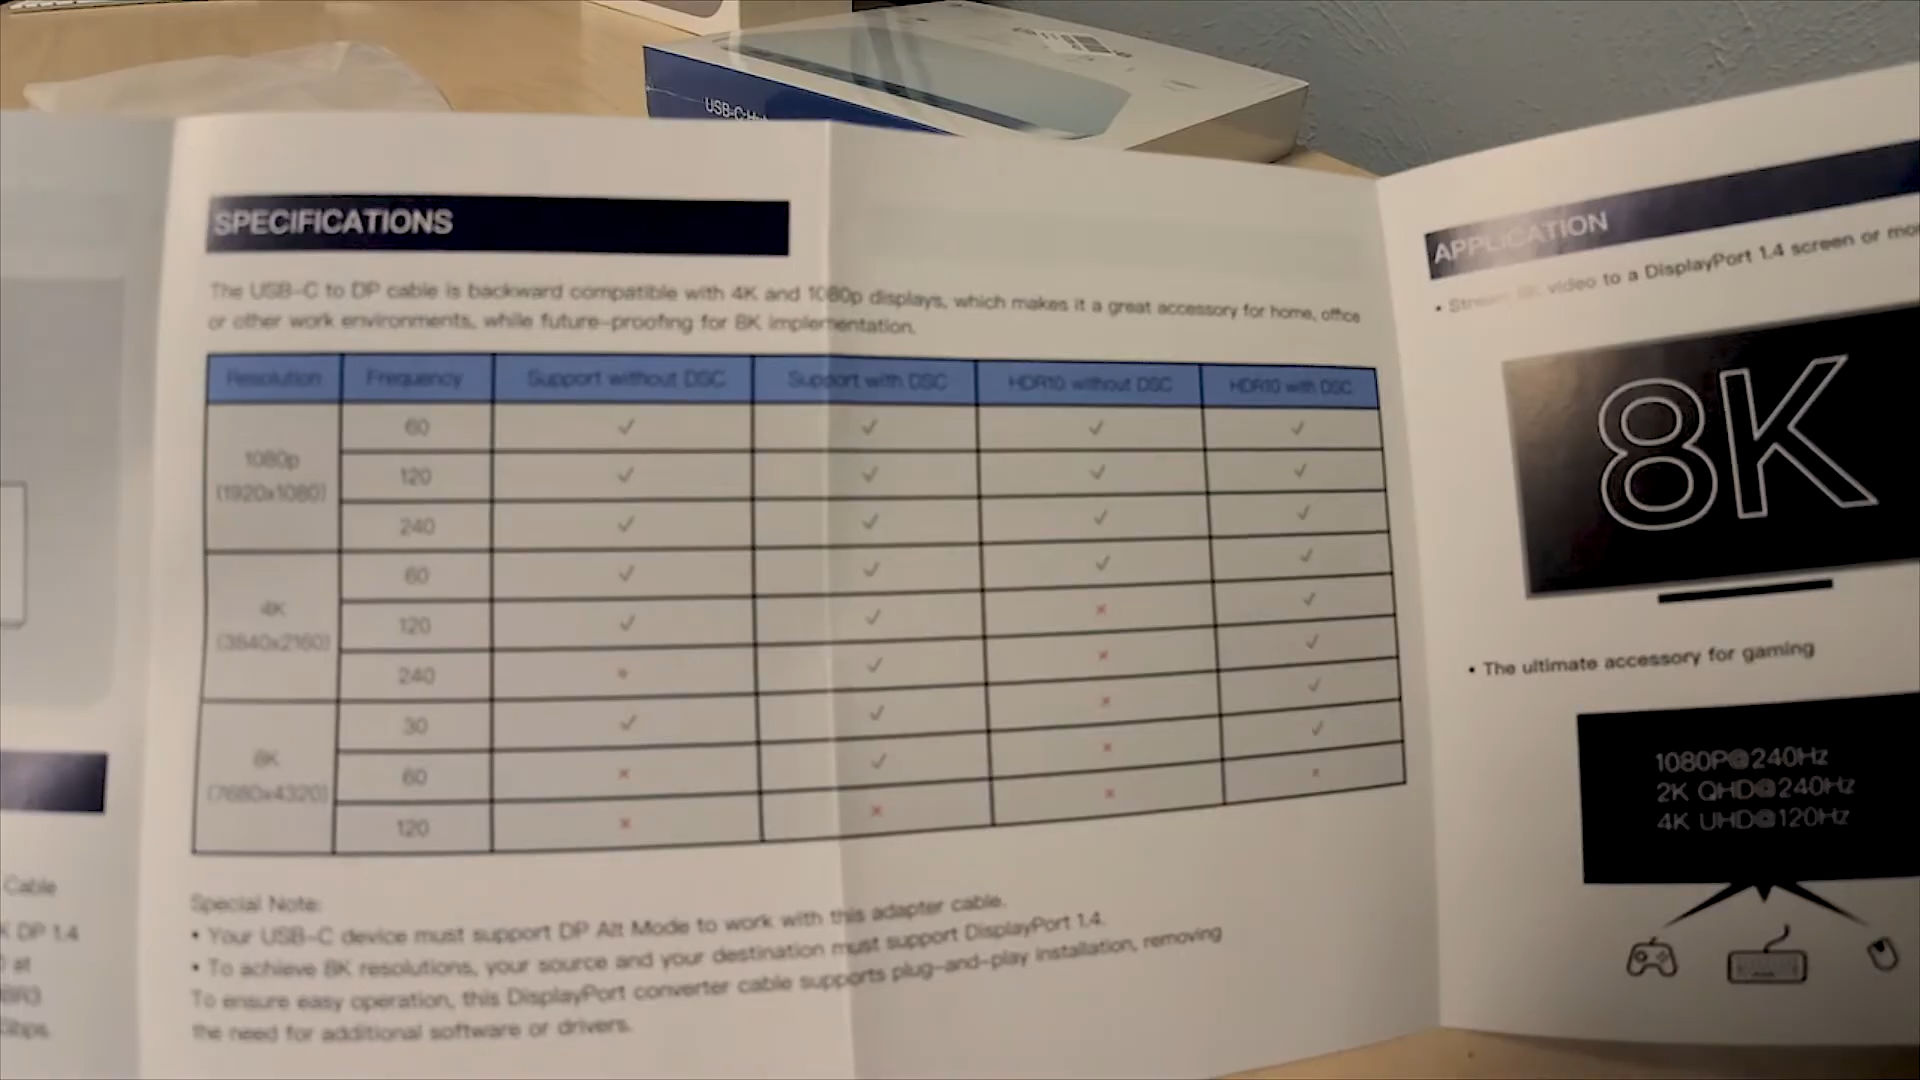 USB-C
SPECIFICATIONS
The USB-C to DP cable is backward compatible with 4K and 1080p displays, which makes it a great accessory for home, office
or other work environments, while future-proofing for 8K implementation.
Resolution Frequency Support without DSC Support with DSC HDR10 without DSC HDR10 with DSC
1080p
(1920x1080)
60 ✓ ✓ ✓ ✓
120 ✓ ✓ ✓ ✓
240 ✓ ✓ ✓ ✓
4K
(3840x2160)
60 ✓ ✓ ✓ ✓
120 ✓ ✓ × ✓
240 × ✓ × ✓
8K
(7680x4320)
30 ✓ ✓ × ✓
60 × ✓ × ✓
120 × × × ×
Special Note:
• Your USB-C device must support DP Alt Mode to work with this adapter cable.
• To achieve 8K resolutions, your source and your destination must support DisplayPort 1.4.
To ensure easy operation, this DisplayPort converter cable supports plug-and-play installation, removing
the need for additional software or drivers.
Cable
DP 1.4
at
APPLICATION
• Stream 8K video to a DisplayPort 1.4 screen or
8K
• The ultimate accessory for gaming
1080P@240Hz
2K QHD@240Hz
4K UHD@120Hz